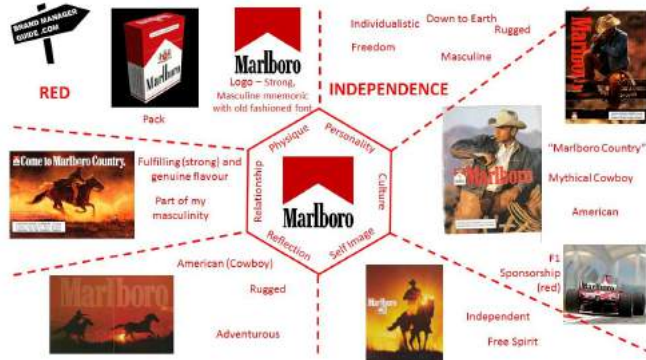 BRAND MANAGER
GUIDE .COM
RED
Marlboro
Pack
Marlboro
Logo – Strong,
Masculine mnemonic
with old fashioned font
Individualistic
Down to Earth
Rugged
Freedom
Masculine
INDEPENDENCE
Marlboro
Physique
Personality
Relationship
Culture
Reflection
Self Image
Marlboro
Come to Marlboro Country.
Fulfilling (strong) and
genuine flavour
Part of my
masculinity
Marlboro
"Marlboro Country"
Mythical Cowboy
American
Marlboro
American (Cowboy)
Rugged
Adventurous
Marlboro
Independent
Free Spirit
F1
Sponsorship
(red)